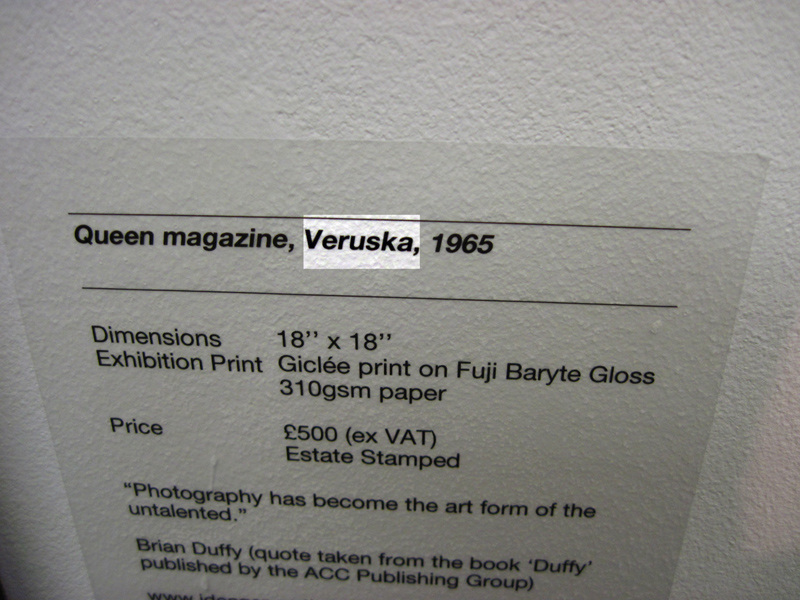 Queen magazine, Veruska, 1965
Dimensions 18’’ x 18’’
Exhibition Print Giclée print on Fuji Baryte Gloss
310gsm paper
Price £500 (ex VAT)
Estate Stamped
“Photography has become the art form of the
untalented.”
Brian Duffy (quote taken from the book ‘Duffy’
published by the ACC Publishing Group)